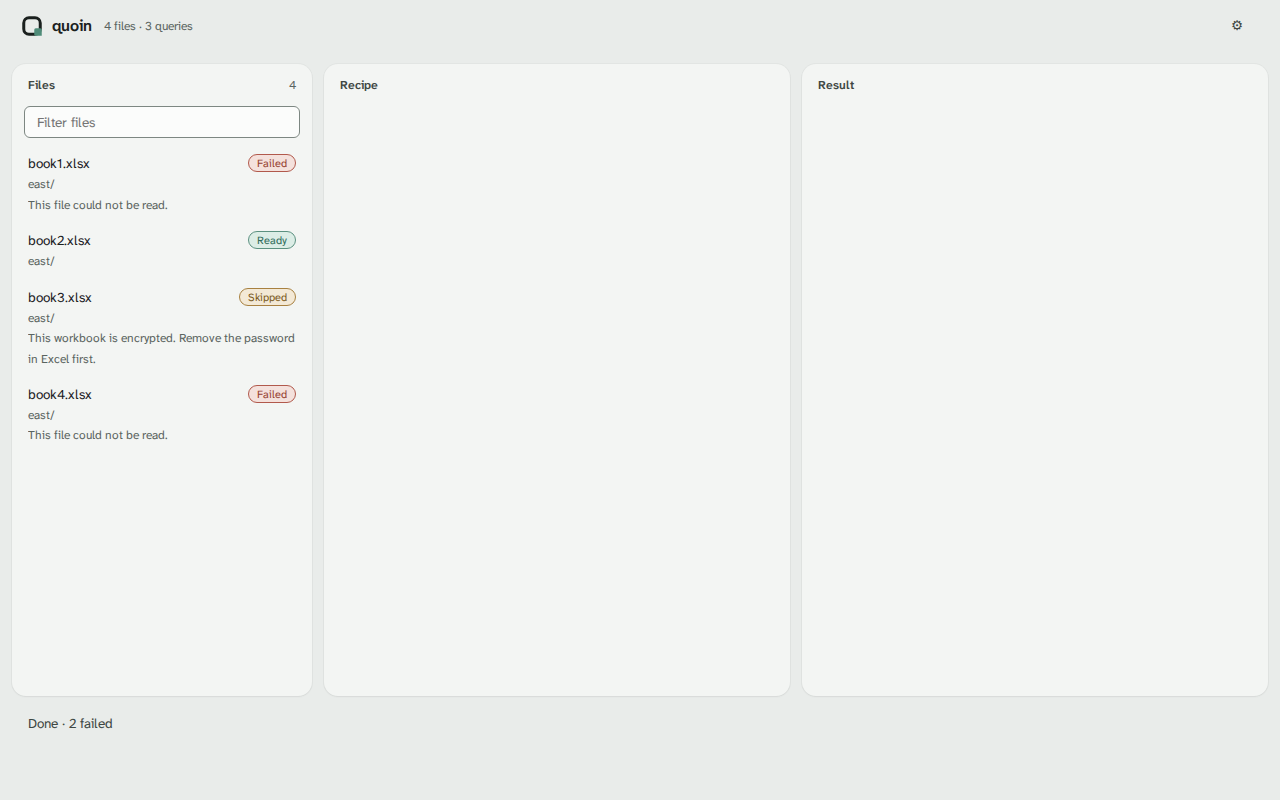 quoin 4 files · 3 queries
⚙
Files 4
Filter files
book1.xlsx Failed
east/
This file could not be read.
book2.xlsx Ready
east/
book3.xlsx Skipped
east/
This workbook is encrypted. Remove the password
in Excel first.
book4.xlsx Failed
east/
This file could not be read.
Recipe
Result
Done · 2 failed